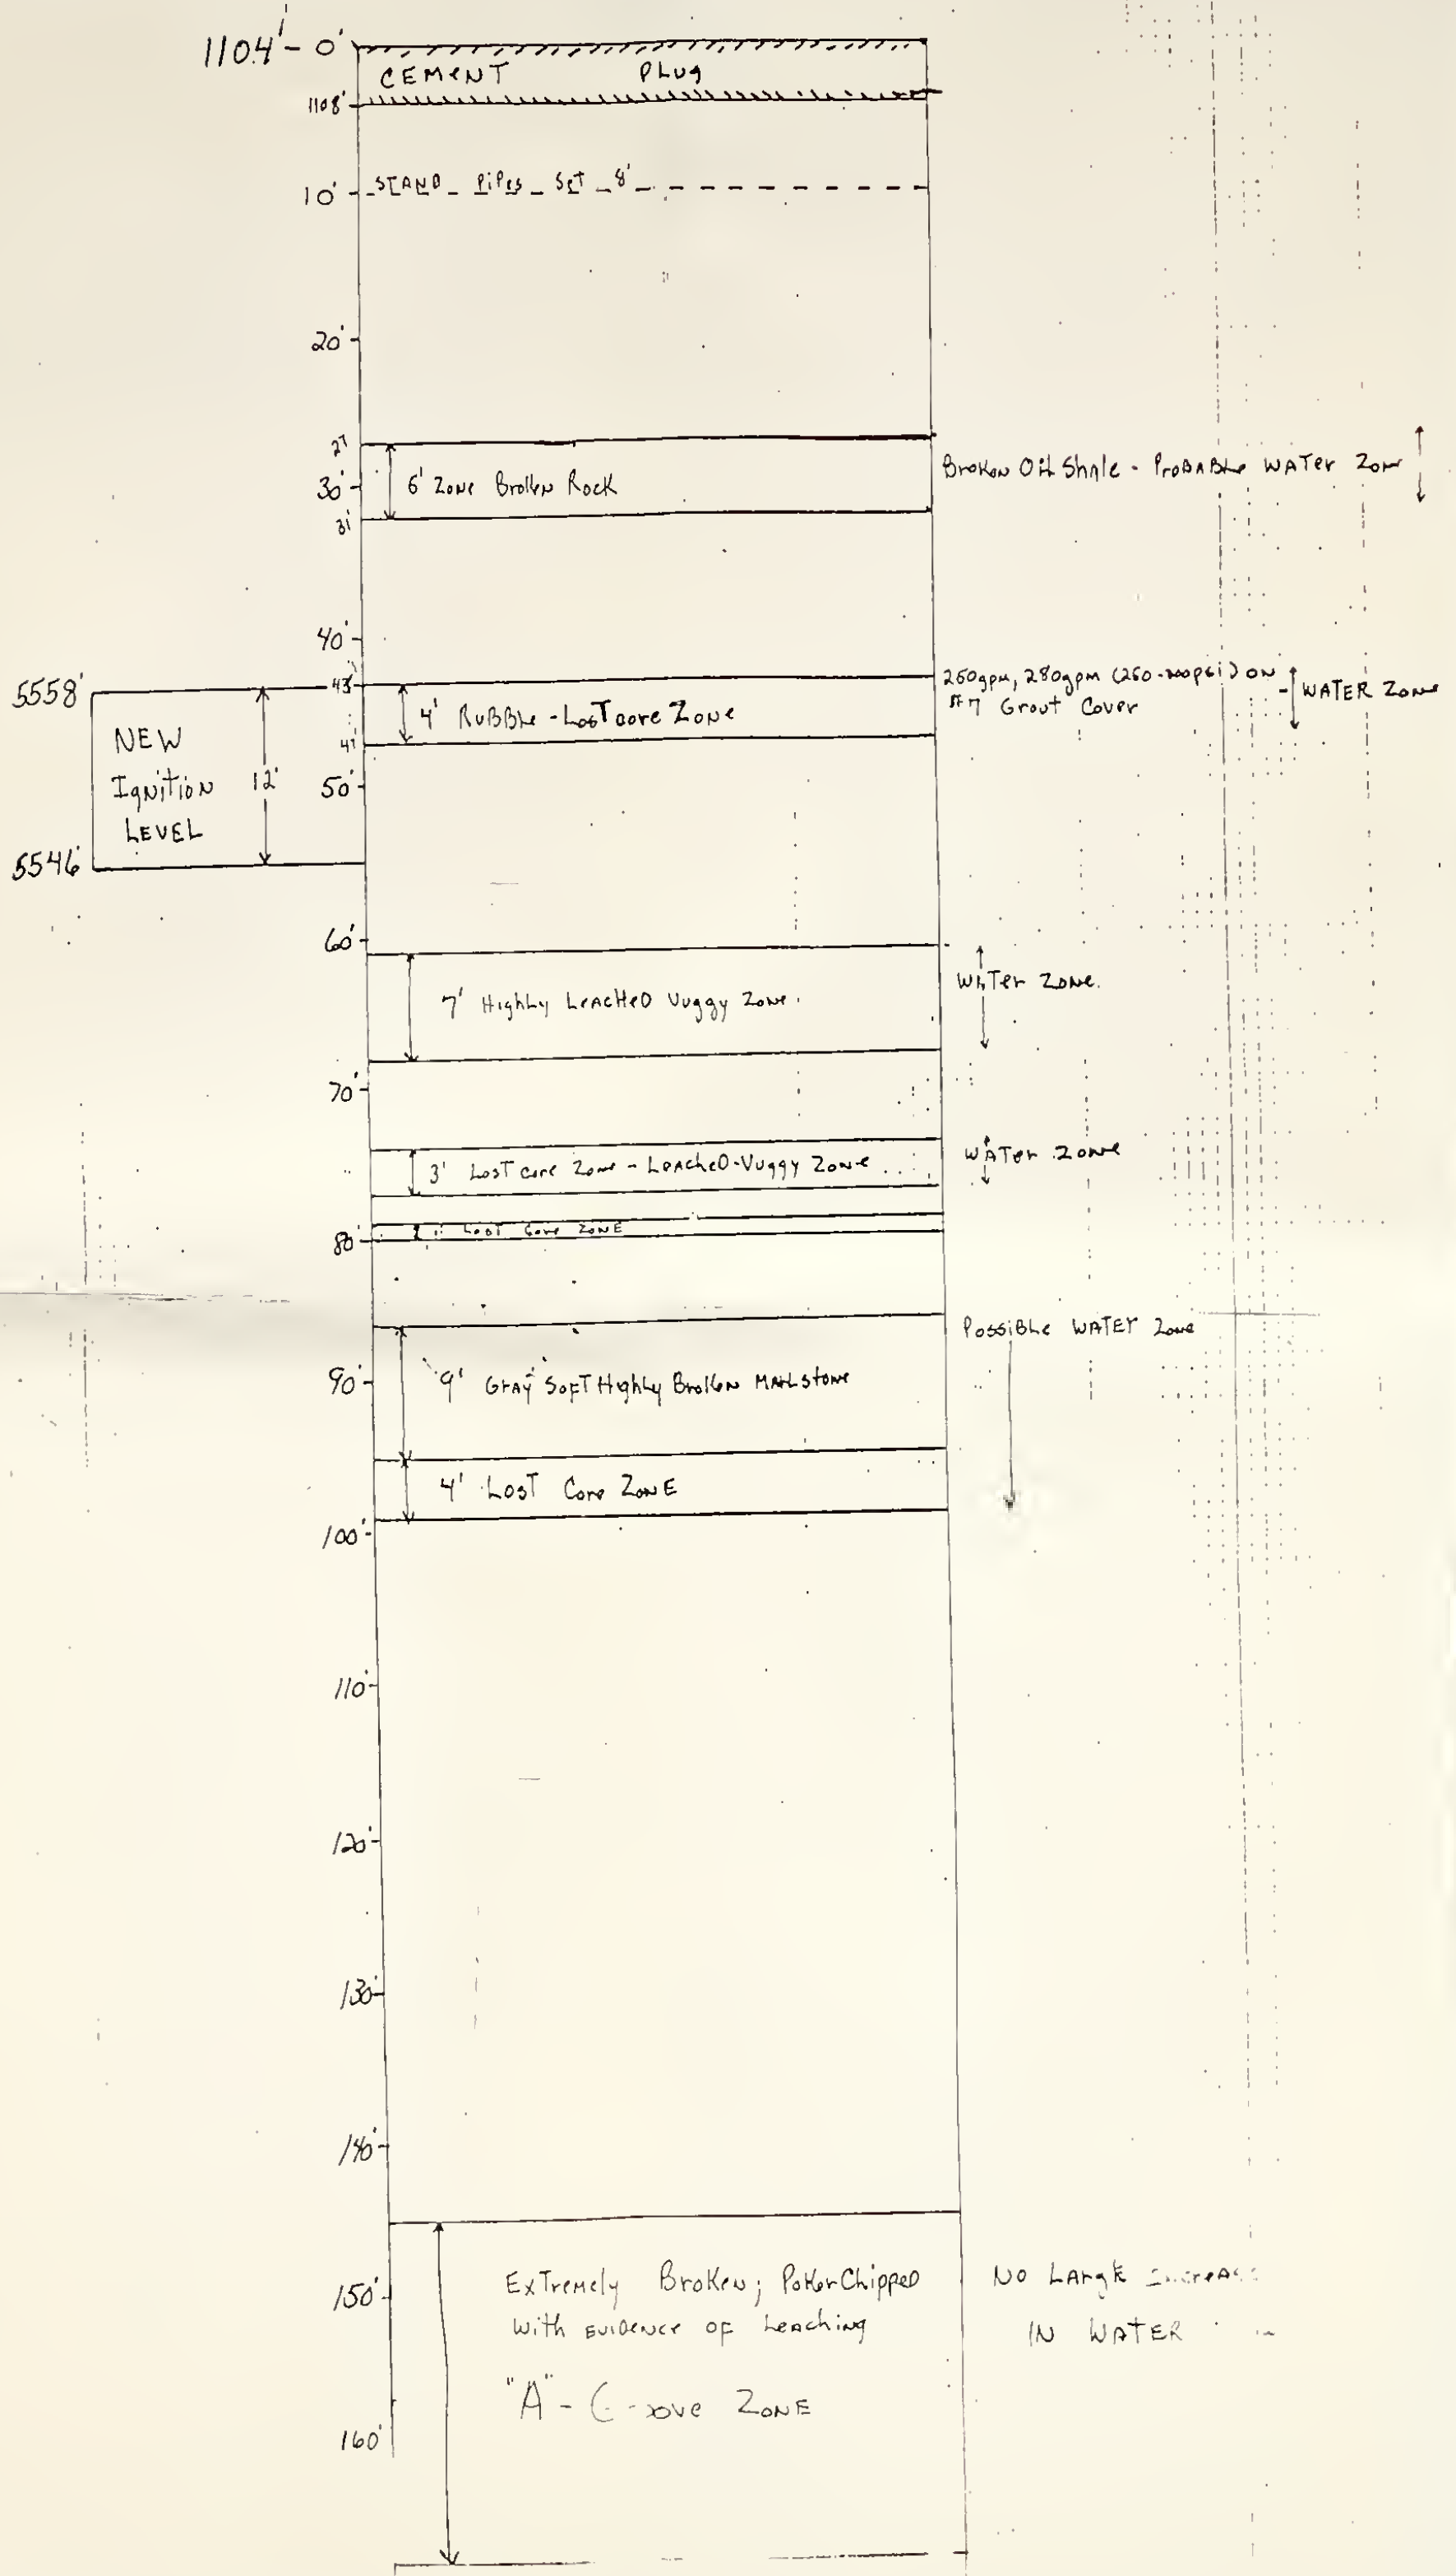 1104'- 0'
CEMENT PLUG
1108'
10' STAND PIPES SET 8'
20'
27
6' Zone Broken Rock
Broken Oil Shale - Probable WATer Zone
30'
31'
40'
5558'
43'
250gpm, 280gpm ON
#7 Grout Cover
WATER ZONE
4' RUBBLe - LosT core Zone
47'
NEW
Ignition
LEVEL
12'
50'
5546'
60'
7' Highly LeacHeD Vuggy Zone.
WaTer Zone.
70'
3' Lost core Zone - LeacheD-Vuggy Zone
WATer Zone
1' LosT Core ZONE
80'
PossiBLe WATEr Zone
90'
9' Gray SofT Highly Broken MaRLstone
4' LosT Core ZonE
100'
110'
120'
130'
140'
150'
ExTremely Broken; PokerChipped
With eviDence of Leaching
No Large Increase
IN WATER
"A" - Groove ZONE
160'